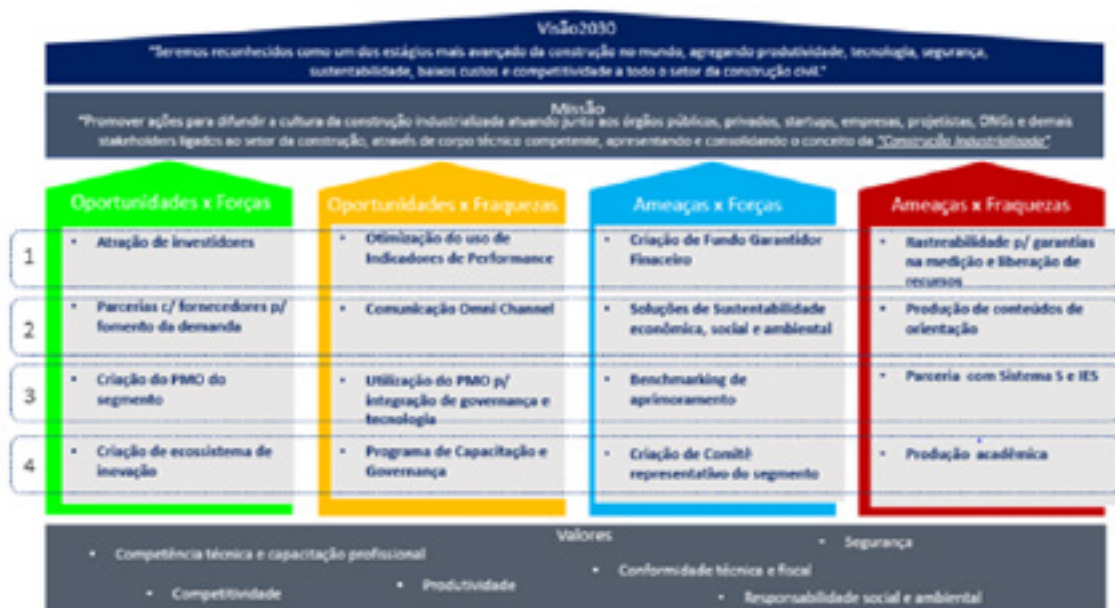 Visão2030
"Seremos reconhecidos como um dos estágios mais avançado da construção no mundo, agregando produtividade, tecnologia, segurança,
sustentabilidade, baixos custos e competitividade a todo o setor da construção civil."
Missão
"Promover ações para difundir a cultura da construção industrializada atuando junto aos órgãos públicos, privados, startups, empresas, projetistas, ONGs e demais
stakeholders ligados ao setor da construção, através de corpo técnico competente, apresentando e consolidando o conceito da "Construção Industrializada"
Oportunidades x Forças
Oportunidades x Fraquezas
Ameaças x Forças
Ameaças x Fraquezas
1
• Atração de investidores
• Otimização do uso de
Indicadores de Performance
• Criação de Fundo Garantidor
Finaceiro
• Rastreabilidade p/ garantias
na medição e liberação de
recursos
2
• Parcerias c/ fornecedores p/
fomento da demanda
• Comunicação Omni Channel
• Soluções de Sustentabilidade
econômica, social e ambiental
• Produção de conteúdos de
orientação
3
• Criação do PMO do
segmento
• Utilização do PMO p/
integração de governança e
tecnologia
• Benchmarking de
aprimoramento
• Parceria com Sistema S e IES
4
• Criação de ecossistema de
inovação
• Programa de Capacitação e
Governança
• Criação de Comitê
representativo do segmento
• Produção acadêmica
Valores
• Competência técnica e capacitação profissional
• Segurança
• Conformidade técnica e fiscal
• Produtividade
• Competitividade
• Responsabilidade social e ambiental